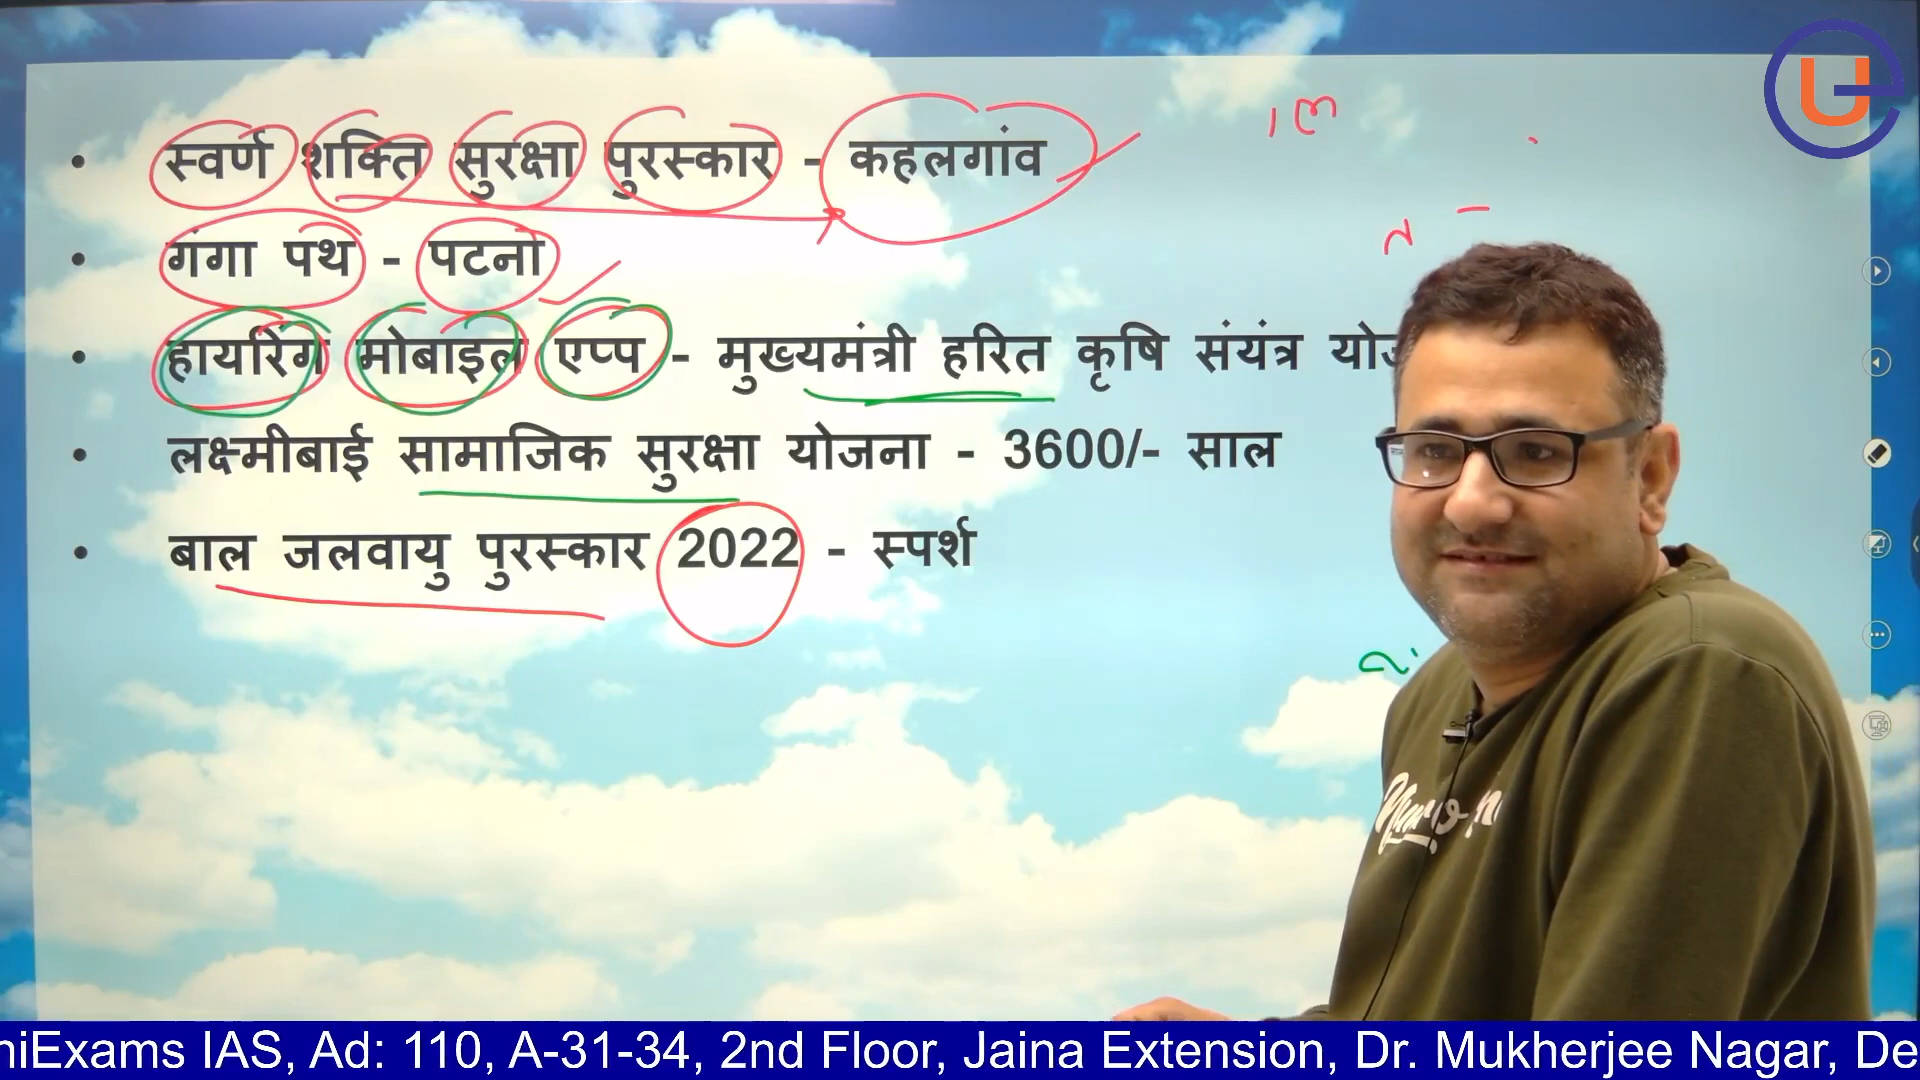 स्वर्ण शक्ति सुरक्षा पुरस्कार - कहलगांव
गंगा पथ - पटना
हायरिंग मोबाइल एप्प - मुख्यमंत्री हरित कृषि संयंत्र
लक्ष्मीबाई सामाजिक सुरक्षा योजना - 3600/- साल
बाल जलवायु पुरस्कार 2022 - स्पर्श
niExams IAS, Ad: 110, A-31-34, 2nd Floor, Jaina Extension, Dr. Mukherjee Nagar, De